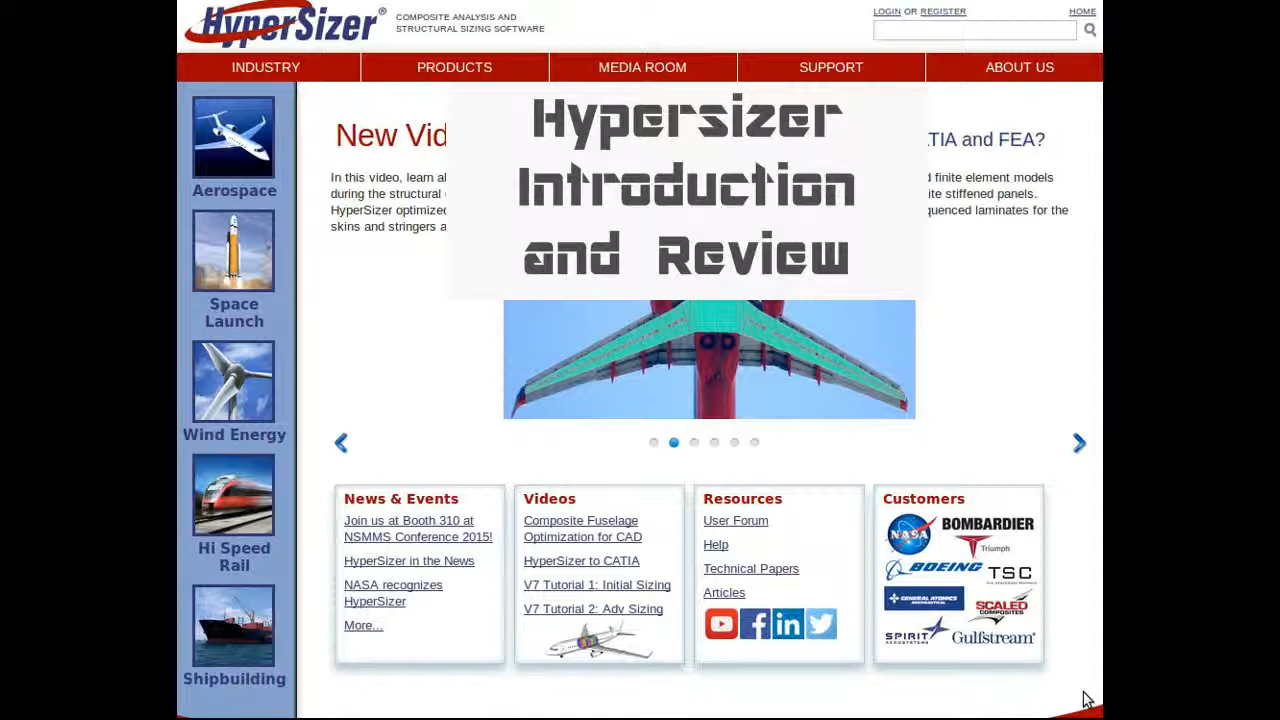 HyperSizer®
COMPOSITE ANALYSIS AND
STRUCTURAL SIZING SOFTWARE
LOGIN OR REGISTER
HOME
INDUSTRY
PRODUCTS
MEDIA ROOM
SUPPORT
ABOUT US
Hypersizer
Introduction
and Review
New Vid
TIA and FEA?
In this video, learn
finite element models
during the structural
stiffened panels.
HyperSizer optimized
laminates for the
skins and stringers
Aerospace
Space
Launch
Wind Energy
Hi Speed
Rail
Shipbuilding
News & Events
Join us at Booth 310 at
NSMMS Conference 2015!
HyperSizer in the News
NASA recognizes
HyperSizer
More...
Videos
Composite Fuselage
Optimization for CAD
HyperSizer to CATIA
V7 Tutorial 1: Initial Sizing
V7 Tutorial 2: Adv Sizing
Resources
User Forum
Help
Technical Papers
Articles
Customers
NASA
BOMBARDIER
Triumph
BOEING
TSC
GENERAL ATOMICS
AERONAUTICAL
SCALED
COMPOSITES
SPIRIT
AEROSYSTEMS
Gulfstream